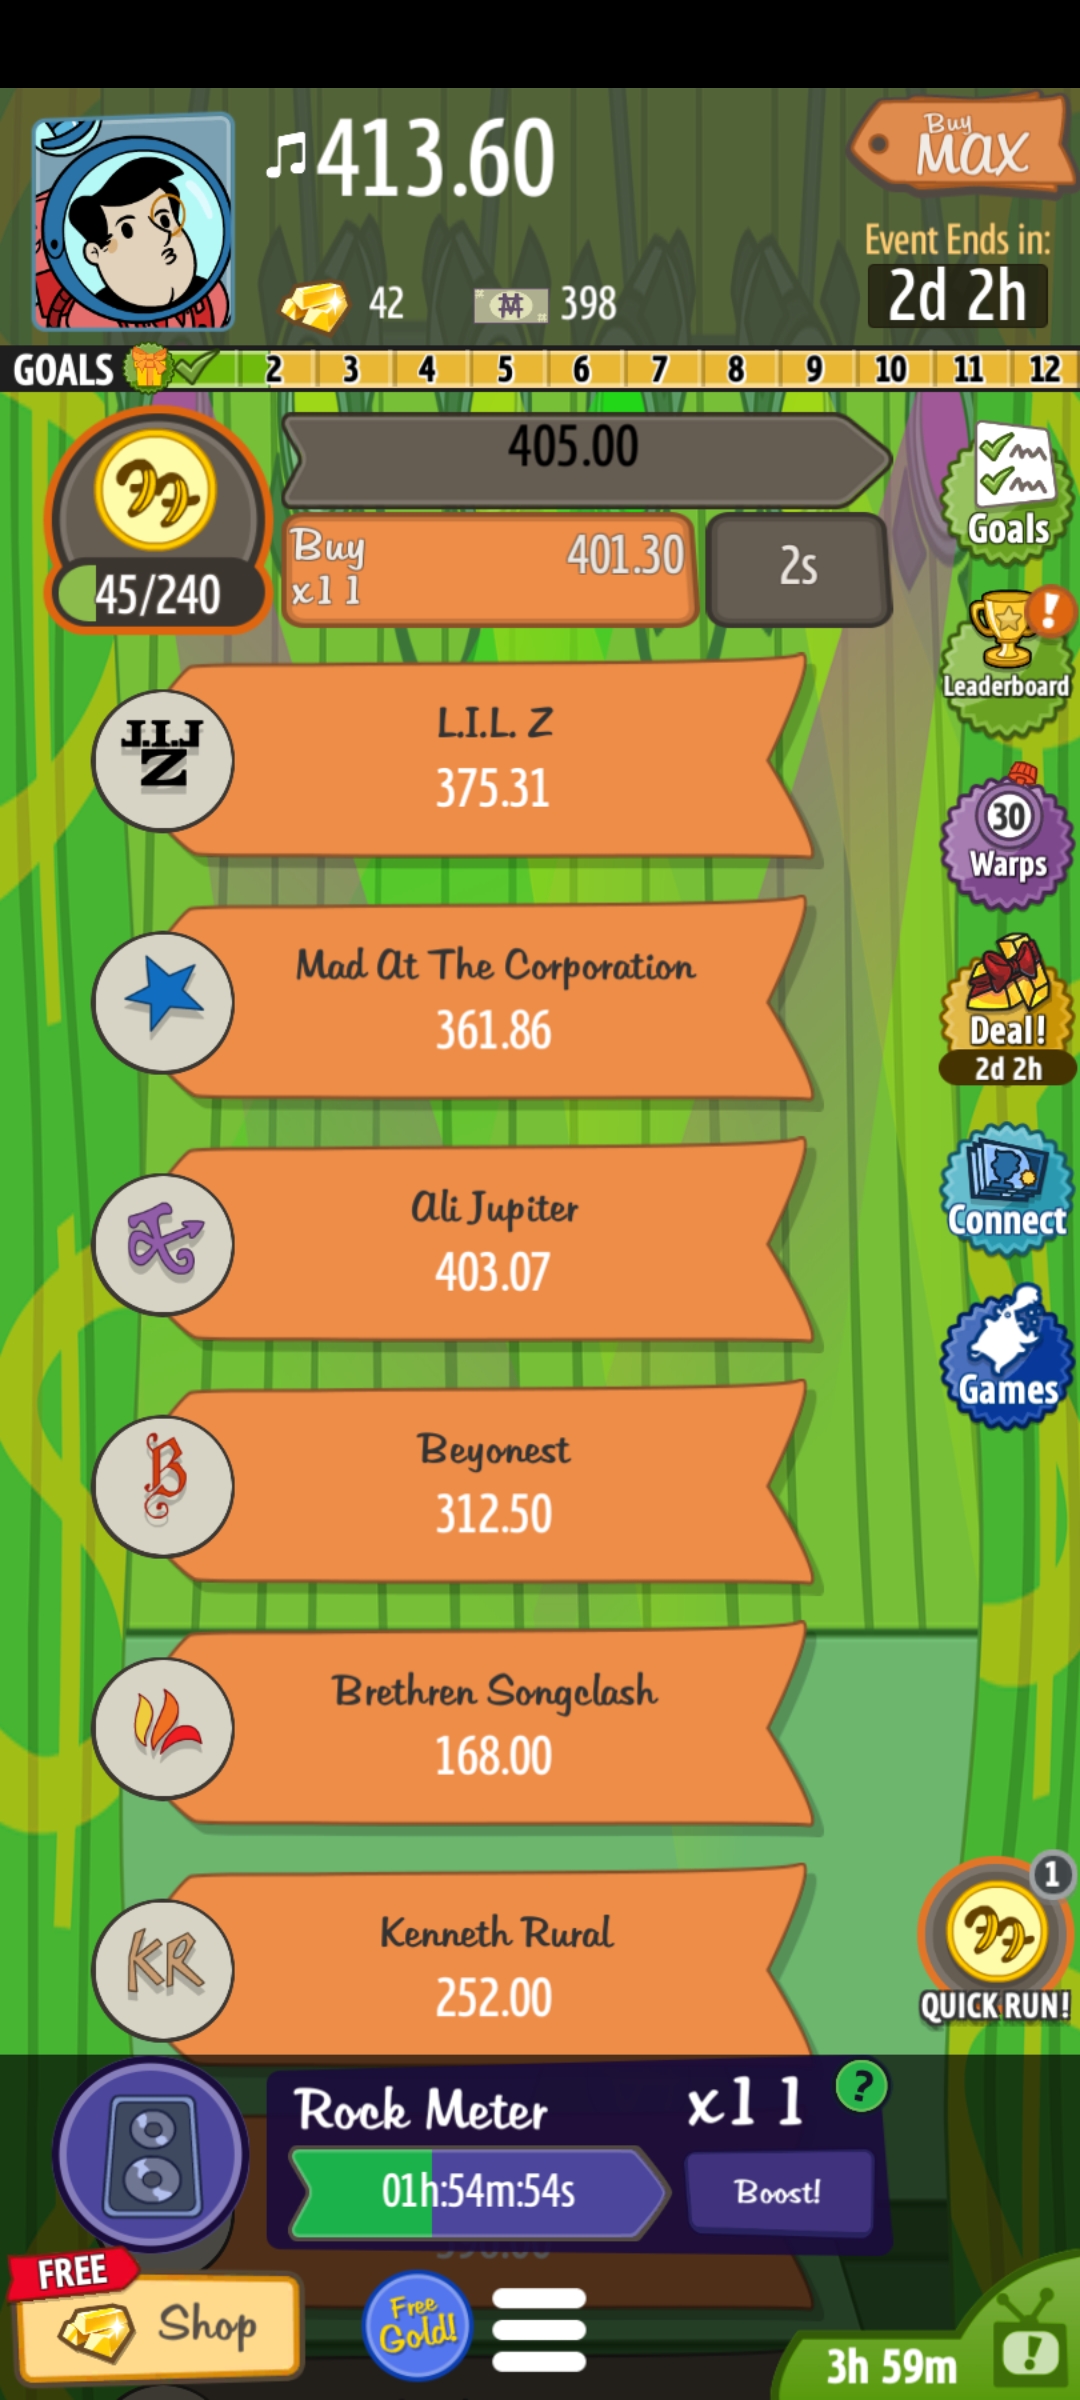 ♫413.60
Buy
MAX
42
398
Event Ends in:
2d 2h
GOALS 2 3 4 5 6 7 8 9 10 11 12
405.00
45/240
Buy
x11
401.30
2s
Goals
Leaderboard
L.I.L. Z
375.31
30
Warps
Mad At The Corporation
361.86
Deal!
2d 2h
Ali Jupiter
403.07
Connect
Beyonest
312.50
Games
Brethren Songclash
168.00
KR
Kenneth Rural
252.00
1
QUICK RUN!
Rock Meter
x11
?
01h:54m:54s
Boost!
FREE
Shop
Free
Gold!
3h 59m